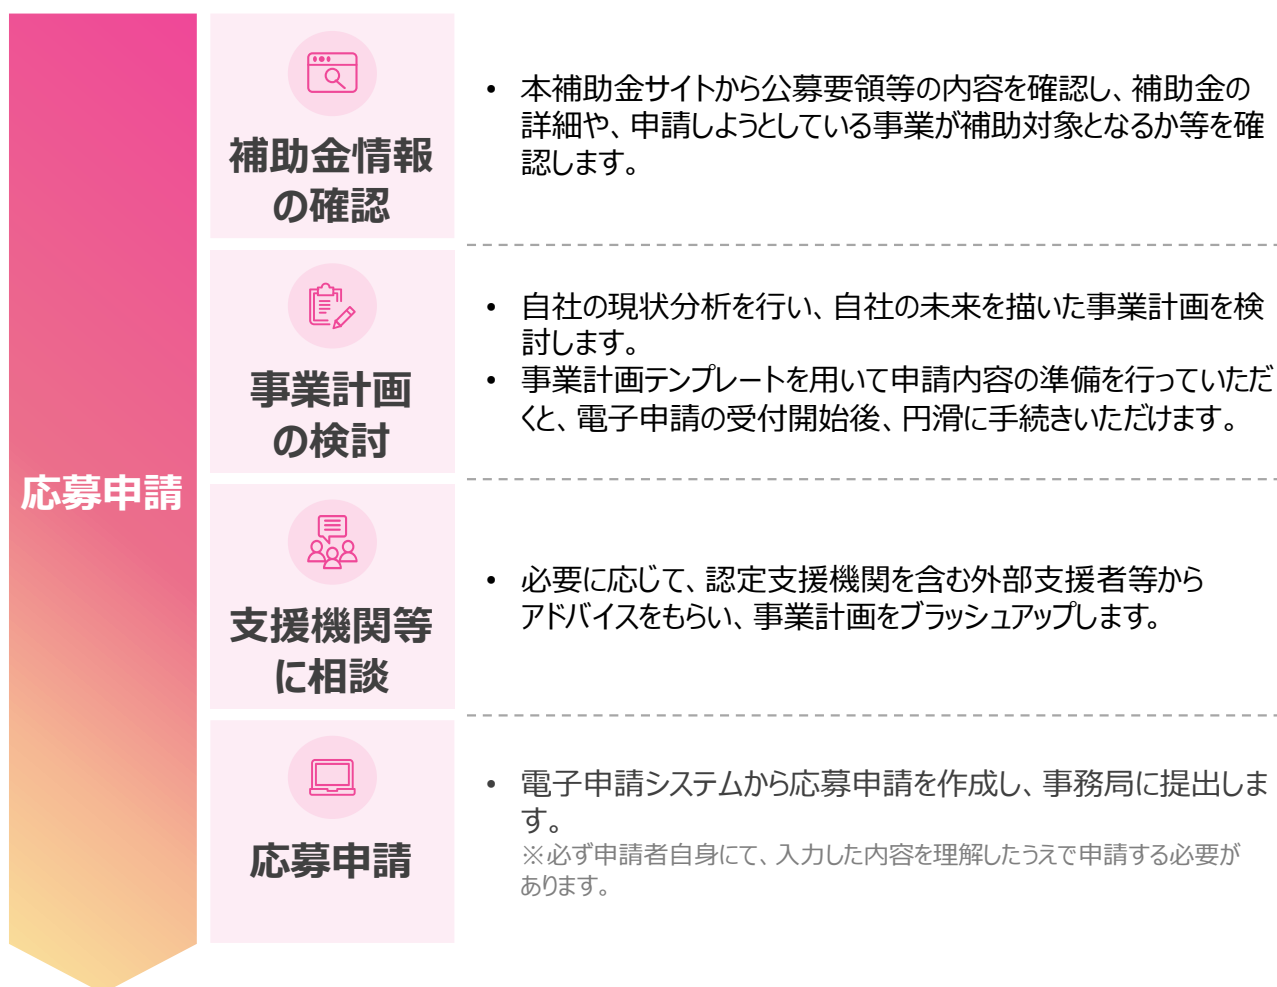 応募申請
補助金情報
の確認
• 本補助金サイトから公募要領等の内容を確認し、補助金の
詳細や、申請しようとしている事業が補助対象となるか等を確
認します。
事業計画
の検討
• 自社の現状分析を行い、自社の未来を描いた事業計画を検
討します。
• 事業計画テンプレートを用いて申請内容の準備を行っていただ
くと、電子申請の受付開始後、円滑に手続きいただけます。
支援機関等
に相談
• 必要に応じて、認定支援機関を含む外部支援者等から
アドバイスをもらい、事業計画をブラッシュアップします。
応募申請
• 電子申請システムから応募申請を作成し、事務局に提出しま
す。
※必ず申請者自身にて、入力した内容を理解したうえで申請する必要が
あります。